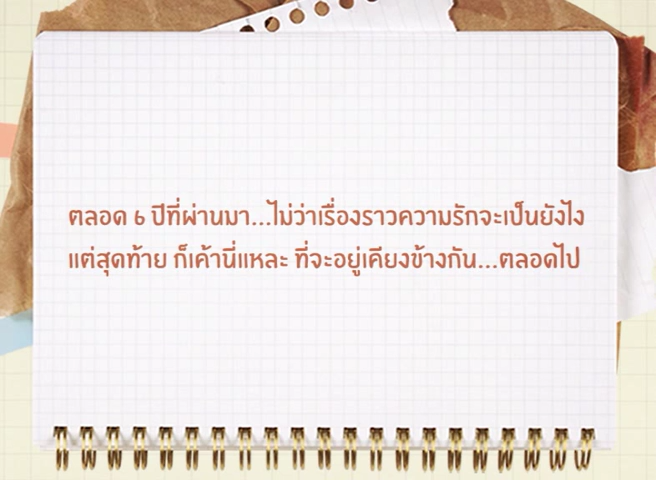 ตลอด ๖ ปีที่ผ่านมา...ไม่ว่าเรื่องราวความรักจะเป็นยังไง
แต่สุดท้าย ก็เค้านี่แหละ ที่จะอยู่เคียงข้างกัน...ตลอดไป